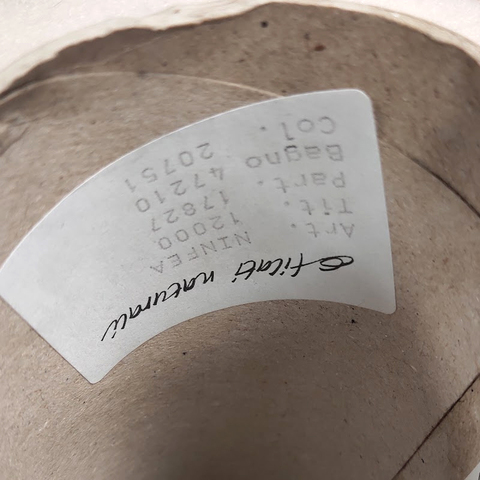 filati naturali
Art. NINFEA
Tit. 12000
Part. 17827
Bagno 47210
Col. 20751